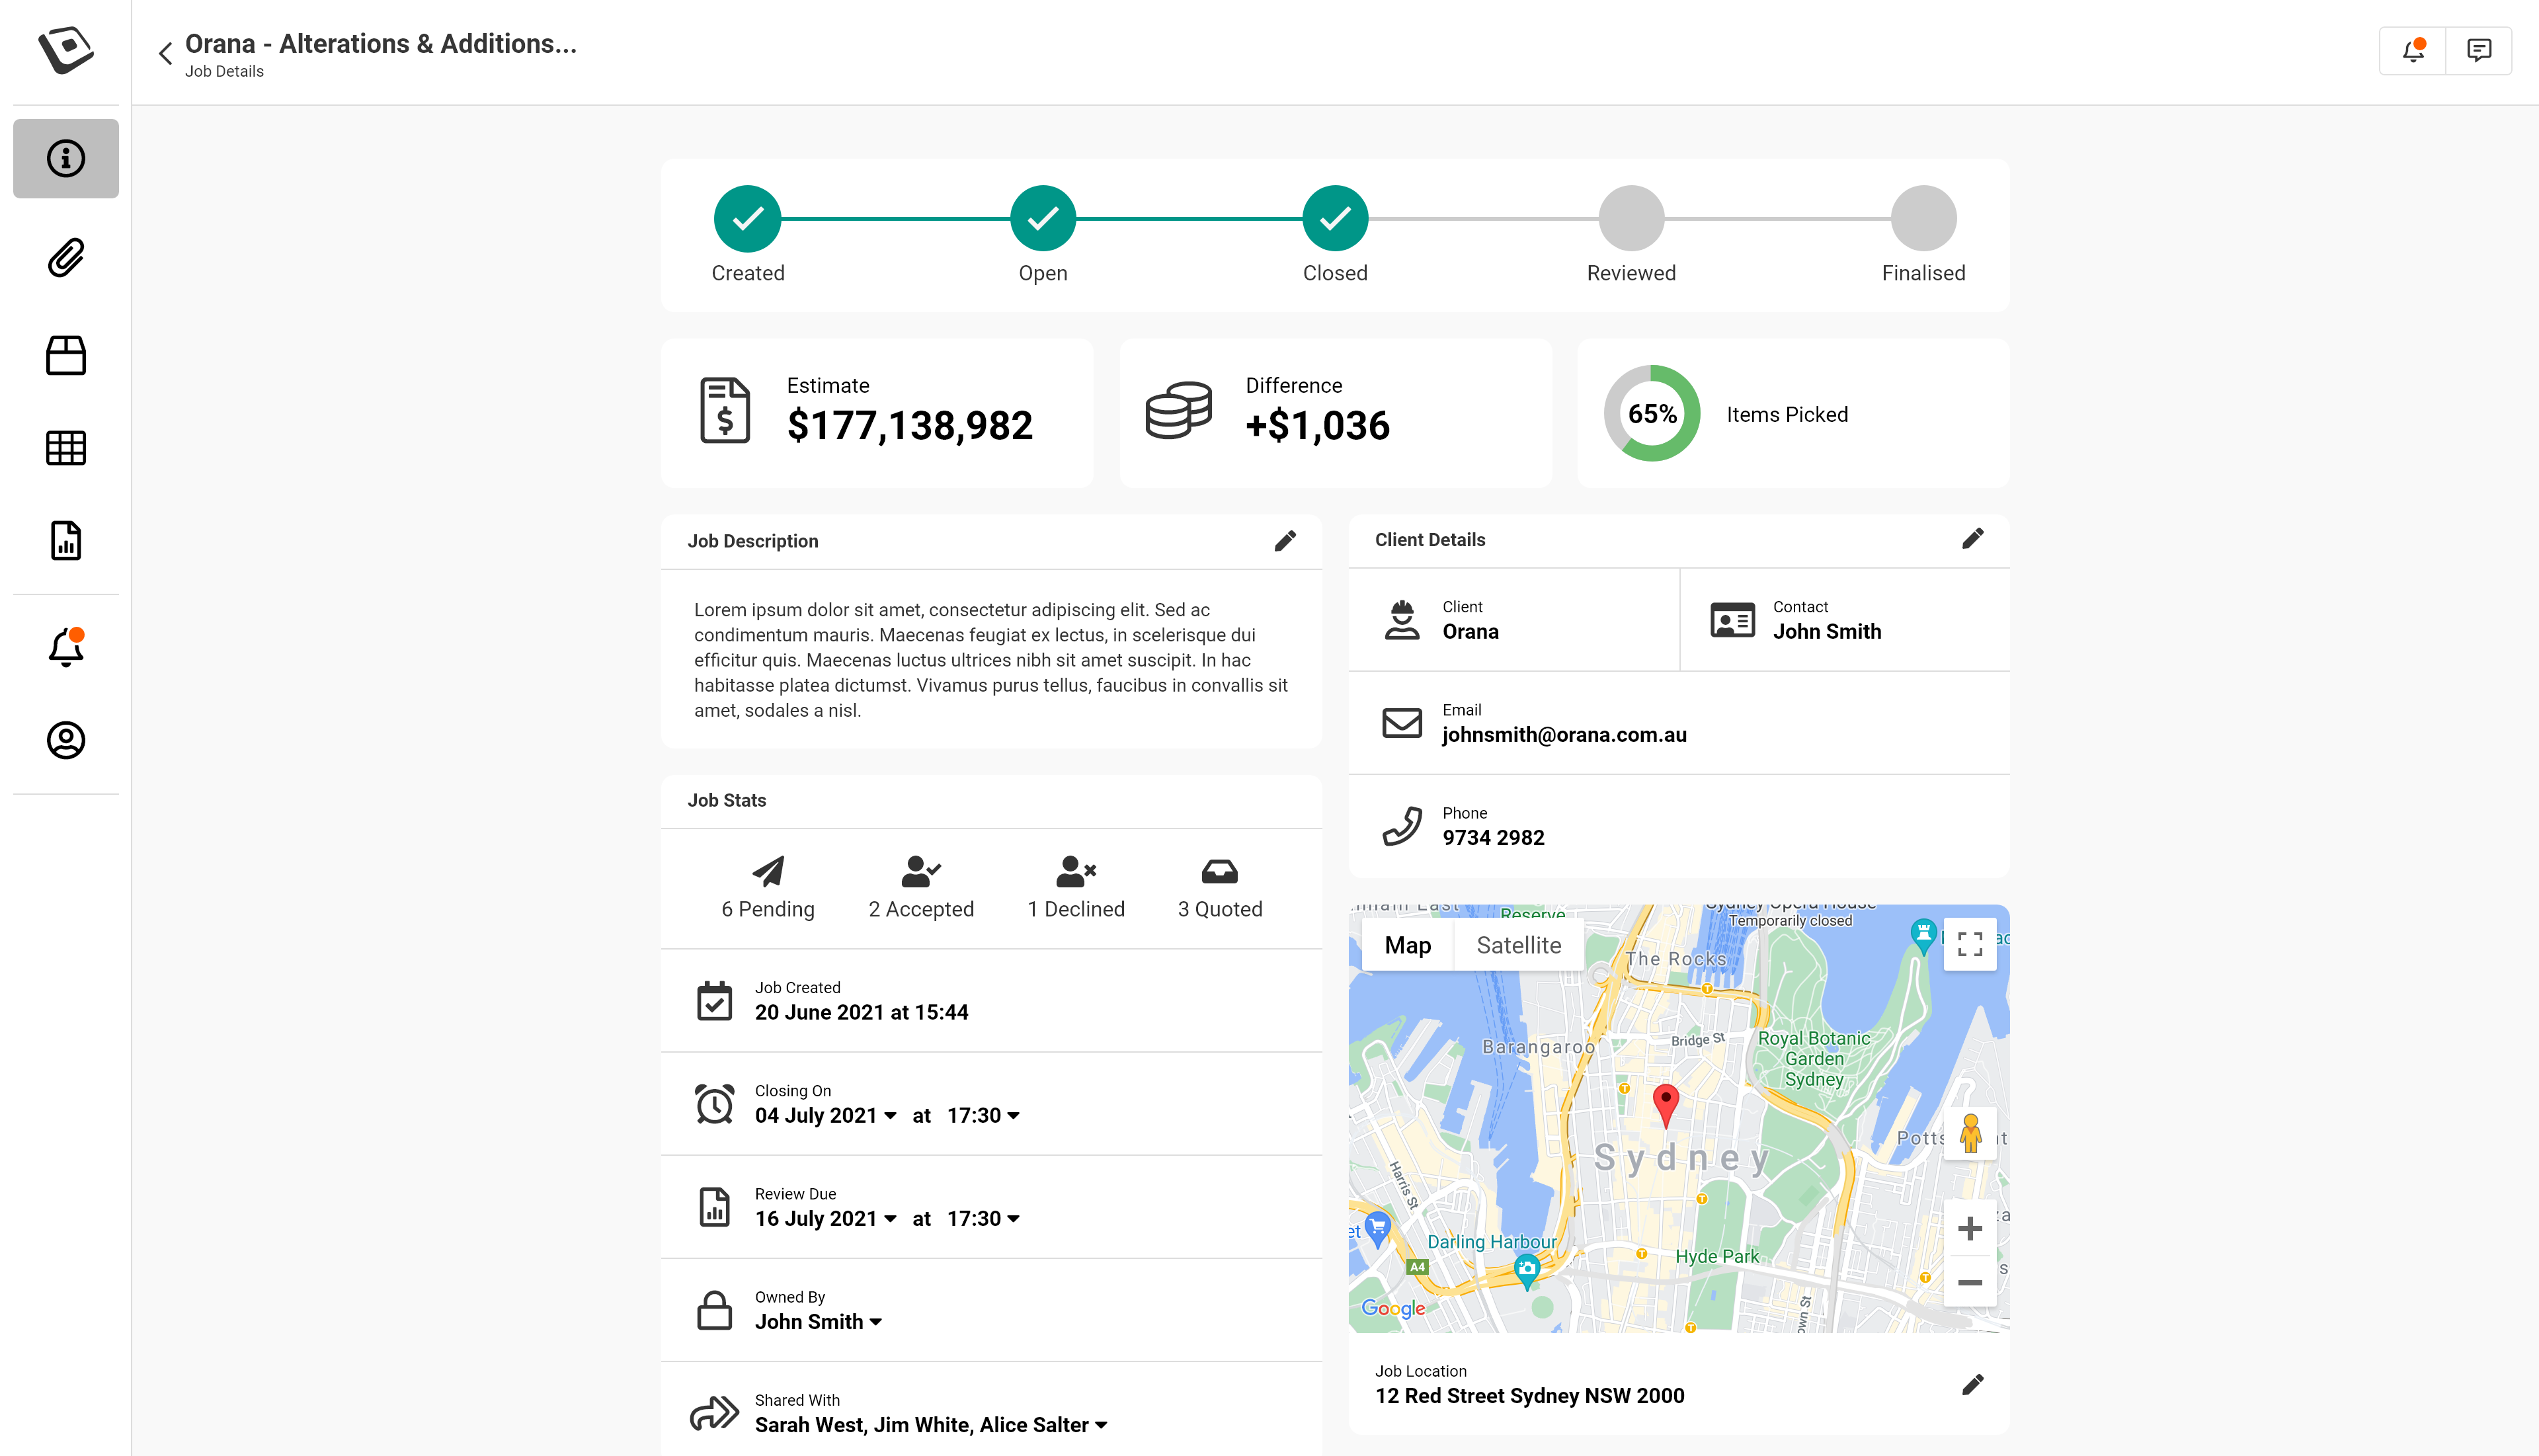 Orana - Alterations & Additions...
Job Details
Created
Open
Closed
Reviewed
Finalised
Estimate
$177,138,982
Difference
+$1,036
65%
Items Picked
Job Description
Lorem ipsum dolor sit amet, consectetur adipiscing elit. Sed ac
condimentum mauris. Maecenas feugiat ex lectus, in scelerisque dui
efficitur quis. Maecenas luctus ultrices nibh sit amet suscipit. In hac
habitasse platea dictumst. Vivamus purus tellus, faucibus in convallis sit
amet, sodales a nisl.
Job Stats
6 Pending
2 Accepted
1 Declined
3 Quoted
Job Created
20 June 2021 at 15:44
Closing On
04 July 2021 at 17:30
Review Due
16 July 2021 at 17:30
Owned By
John Smith
Shared With
Sarah West, Jim White, Alice Salter
Client Details
Client
Orana
Contact
John Smith
Email
johnsmith@orana.com.au
Phone
9734 2982
East
Reserve
Sydney Opera House
Temporarily closed
Map
Satellite
The Rocks
T
Bridge St
Barangaroo
Royal Botanic
Garden
Sydney
T
Sydney
Harris St
T
Darling Harbour
T
Hyde Park
A4
T
Google
T
Job Location
12 Red Street Sydney NSW 2000